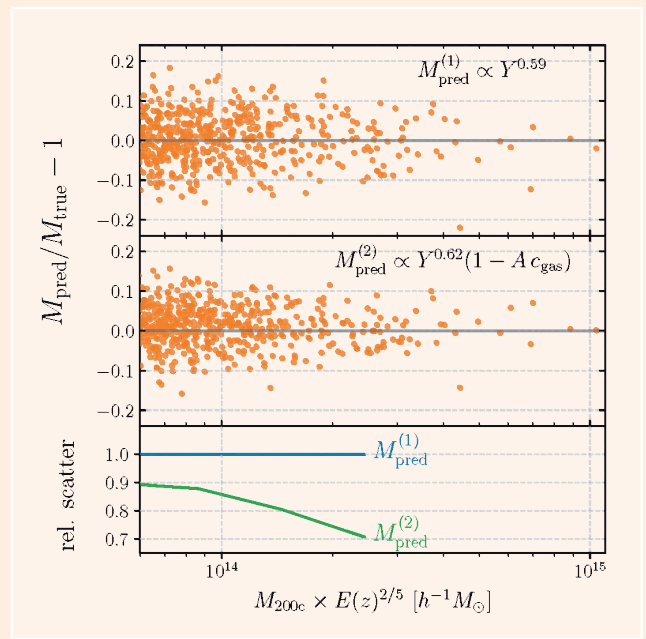 0.2
0.1
0.0
−0.1
−0.2
M_pred^(1) ∝ Y^0.59
M_pred/M_true − 1
0.2
0.1
0.0
−0.1
−0.2
M_pred^(2) ∝ Y^0.62(1 − A c_gas)
rel. scatter
1.0
0.9
0.8
0.7
M_pred^(1)
M_pred^(2)
10^14
10^15
M_200c × E(z)^2/5 [h^−1 M_⊙]